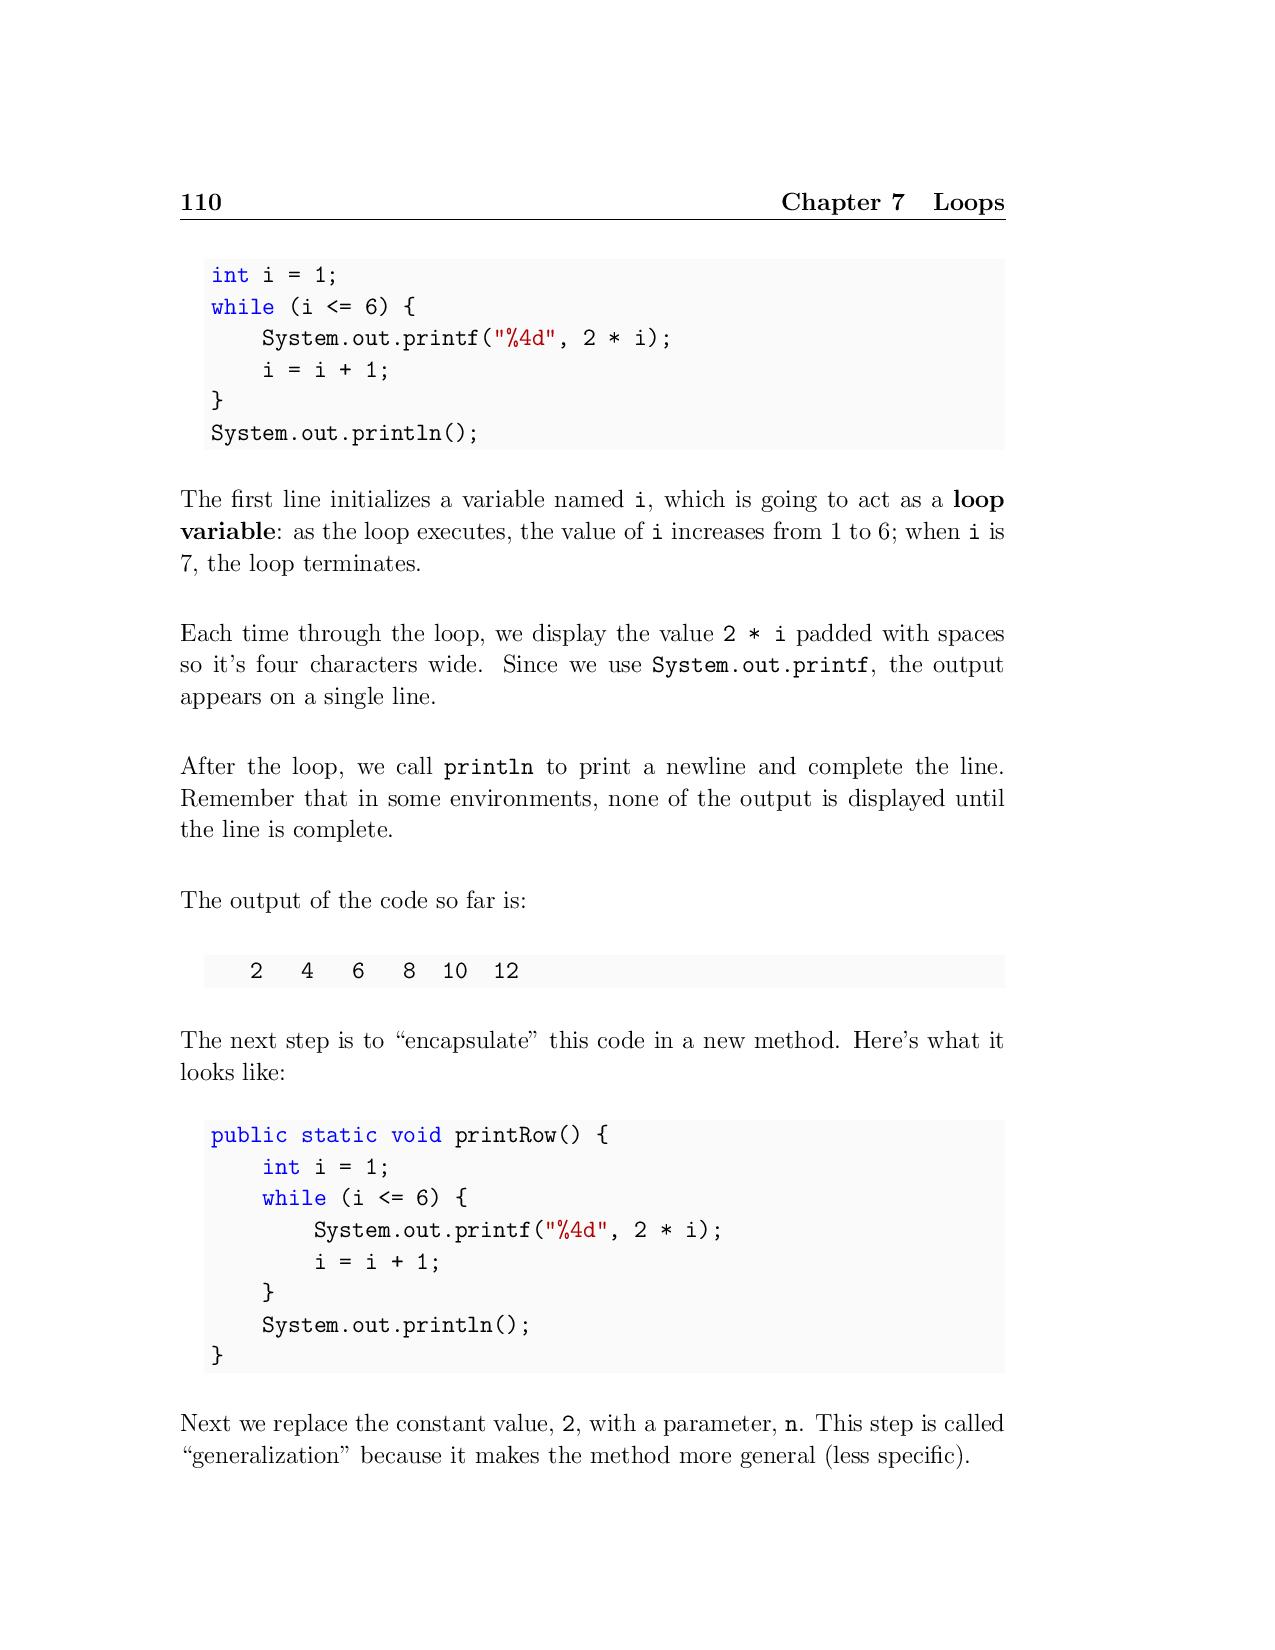 110 Chapter 7 Loops
int i = 1;
while (i <= 6) {
    System.out.printf("%4d", 2 * i);
    i = i + 1;
}
System.out.println();
The first line initializes a variable named i, which is going to act as a loop
variable: as the loop executes, the value of i increases from 1 to 6; when i is
7, the loop terminates.
Each time through the loop, we display the value 2 * i padded with spaces
so it's four characters wide. Since we use System.out.printf, the output
appears on a single line.
After the loop, we call println to print a newline and complete the line.
Remember that in some environments, none of the output is displayed until
the line is complete.
The output of the code so far is:
   2   4   6   8  10  12
The next step is to “encapsulate” this code in a new method. Here's what it
looks like:
public static void printRow() {
    int i = 1;
    while (i <= 6) {
        System.out.printf("%4d", 2 * i);
        i = i + 1;
    }
    System.out.println();
}
Next we replace the constant value, 2, with a parameter, n. This step is called
“generalization” because it makes the method more general (less specific).